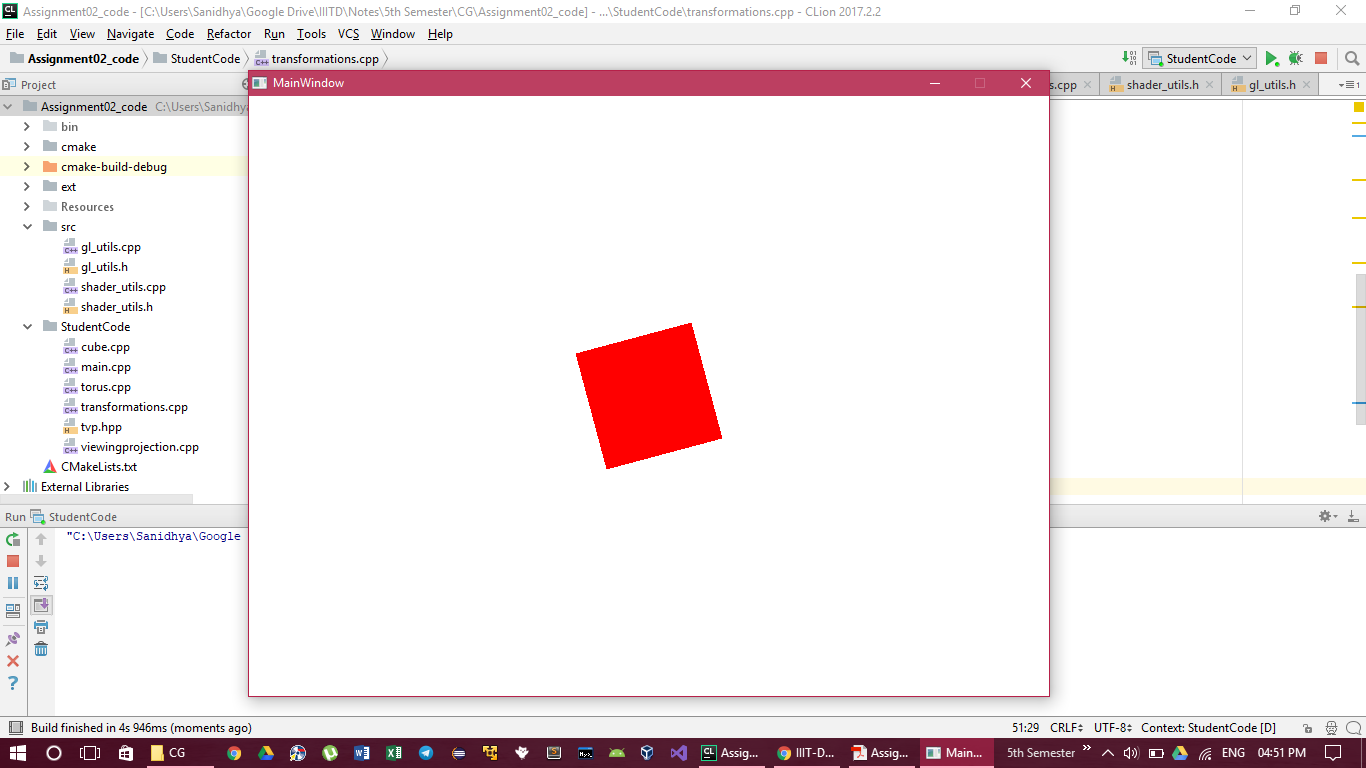 Assignment02_code - [C:\Users\Sanidhya\Google Drive\IIITD\Notes\5th Semester\CG\Assignment02_code] - ...\StudentCode\transformations.cpp - CLion 2017.2.2
File Edit View Navigate Code Refactor Run Tools VCS Window Help
Assignment02_code StudentCode transformations.cpp StudentCode
Project s.cpp shader_utils.h gl_utils.h
MainWindow
Assignment02_code C:\Users\Sanidhya
bin
cmake
cmake-build-debug
ext
Resources
src
gl_utils.cpp
gl_utils.h
shader_utils.cpp
shader_utils.h
StudentCode
cube.cpp
main.cpp
torus.cpp
transformations.cpp
tvp.hpp
viewingprojection.cpp
CMakeLists.txt
External Libraries
Run StudentCode
"C:\Users\Sanidhya\Google
Build finished in 4s 946ms (moments ago) 51:29 CRLF UTF-8 Context: StudentCode [D]
CG Assig... IIIT-D... Assig... Main... 5th Semester ENG 04:51 PM